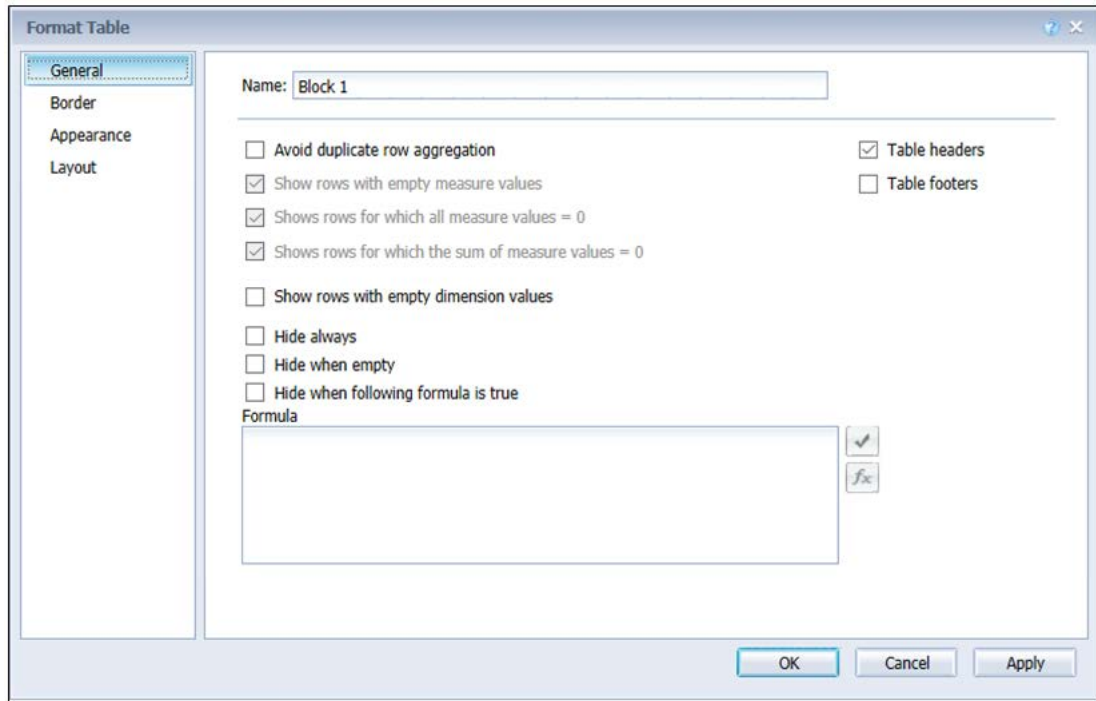 Format Table
General
Border
Appearance
Layout
Name: Block 1
Avoid duplicate row aggregation
Show rows with empty measure values
Shows rows for which all measure values = 0
Shows rows for which the sum of measure values = 0
Show rows with empty dimension values
Hide always
Hide when empty
Hide when following formula is true
Formula
Table headers
Table footers
fx
OK
Cancel
Apply